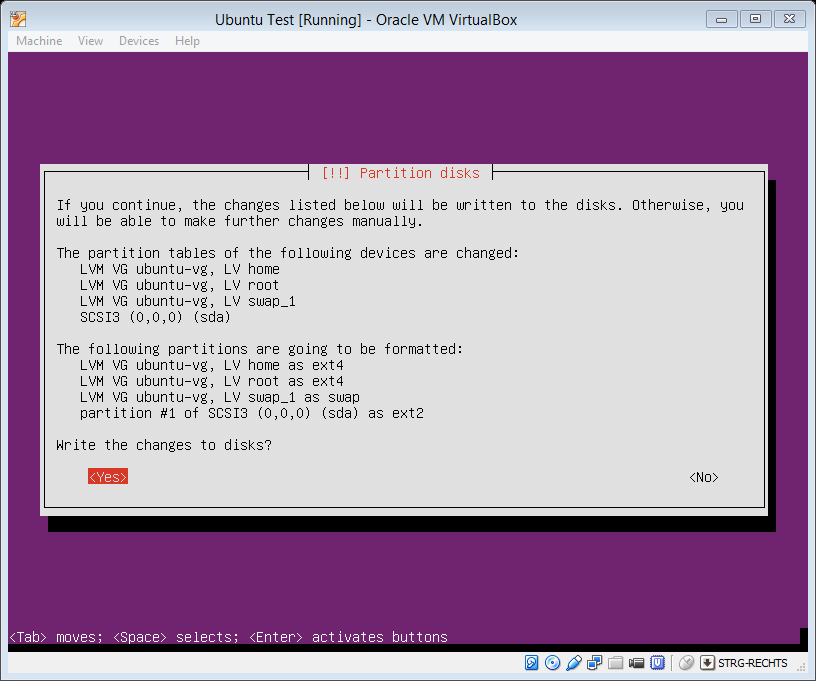 Ubuntu Test [Running] - Oracle VM VirtualBox
Machine View Devices Help
[!!] Partition disks
If you continue, the changes listed below will be written to the disks. Otherwise, you
will be able to make further changes manually.
The partition tables of the following devices are changed:
LVM VG ubuntu-vg, LV home
LVM VG ubuntu-vg, LV root
LVM VG ubuntu-vg, LV swap_1
SCSI3 (0,0,0) (sda)
The following partitions are going to be formatted:
LVM VG ubuntu-vg, LV home as ext4
LVM VG ubuntu-vg, LV root as ext4
LVM VG ubuntu-vg, LV swap_1 as swap
partition #1 of SCSI3 (0,0,0) (sda) as ext2
Write the changes to disks?
<Yes> <No>
<Tab> moves; <Space> selects; <Enter> activates buttons
STRG-RECHTS